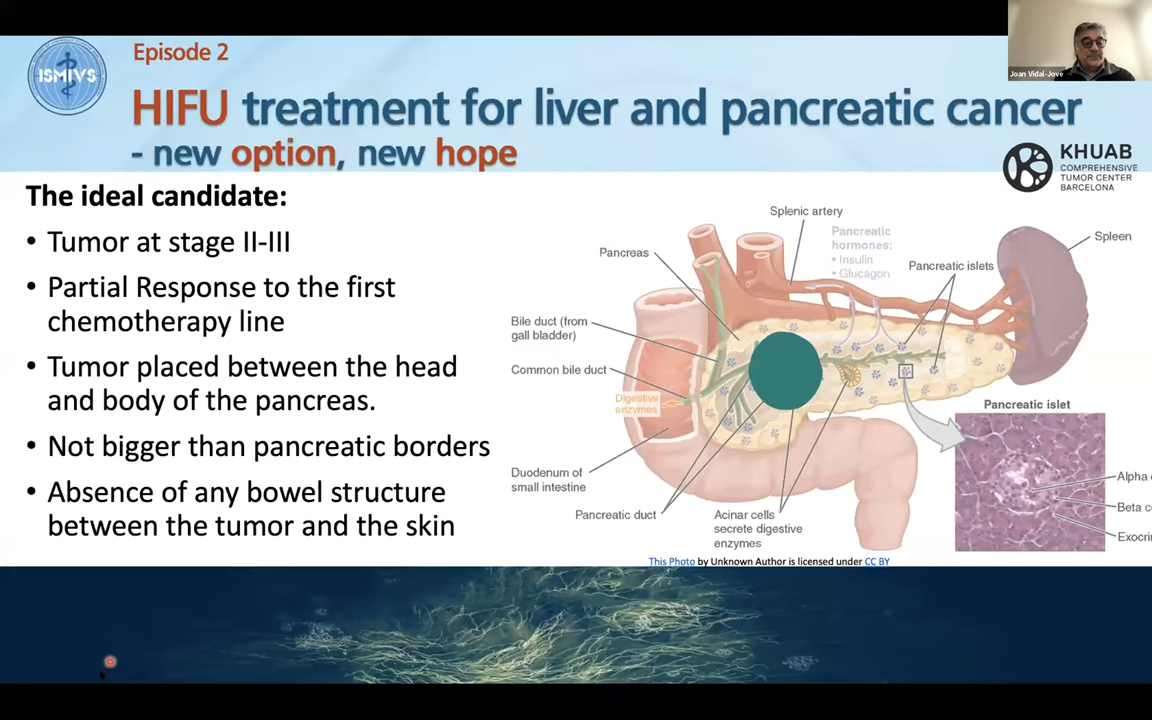 Joan Vidal-Jove
ISMIVS
Episode 2
HIFU treatment for liver and pancreatic cancer
- new option, new hope
KHUAB
COMPREHENSIVE
TUMOR CENTER
BARCELONA
The ideal candidate:
• Tumor at stage II-III
• Partial Response to the first
chemotherapy line
• Tumor placed between the head
and body of the pancreas.
• Not bigger than pancreatic borders
• Absence of any bowel structure
between the tumor and the skin
Splenic artery
Pancreatic
hormones:
• Insulin
• Glucagon
Spleen
Pancreas
Pancreatic islets
Bile duct (from
gall bladder)
Common bile duct
Digestive
enzymes
Pancreatic islet
Duodenum of
small intestine
Alpha c
Beta ce
Exocrin
Pancreatic duct
Acinar cells
secrete digestive
enzymes
This Photo by Unknown Author is licensed under CC BY